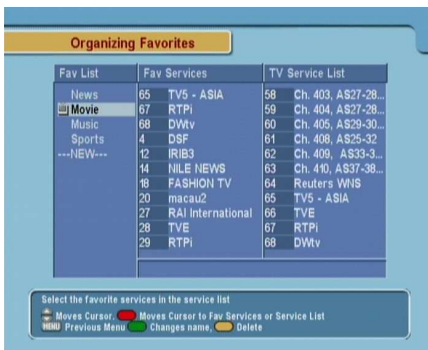 Organizing Favorites
Fav List Fav Services TV Service List
News 65 TV5 - ASIA 58 Ch. 403, AS27-28...
Movie 67 RTPi 59 Ch. 404, AS27-28...
Music 68 DWtv 60 Ch. 405, AS29-30...
Sports 4 DSF 61 Ch. 408, AS25-32
---NEW--- 12 IRIB3 62 Ch. 409, AS33-3...
14 NILE NEWS 63 Ch. 410, AS37-38...
18 FASHION TV 64 Reuters WNS
20 macau2 65 TV5 - ASIA
27 RAI International 66 TVE
28 TVE 67 RTPi
29 RTPi 68 DWtv
Select the favorite services in the service list
Moves Cursor, Moves Cursor to Fav Services or Service List
MENU Previous Menu Changes name, Delete